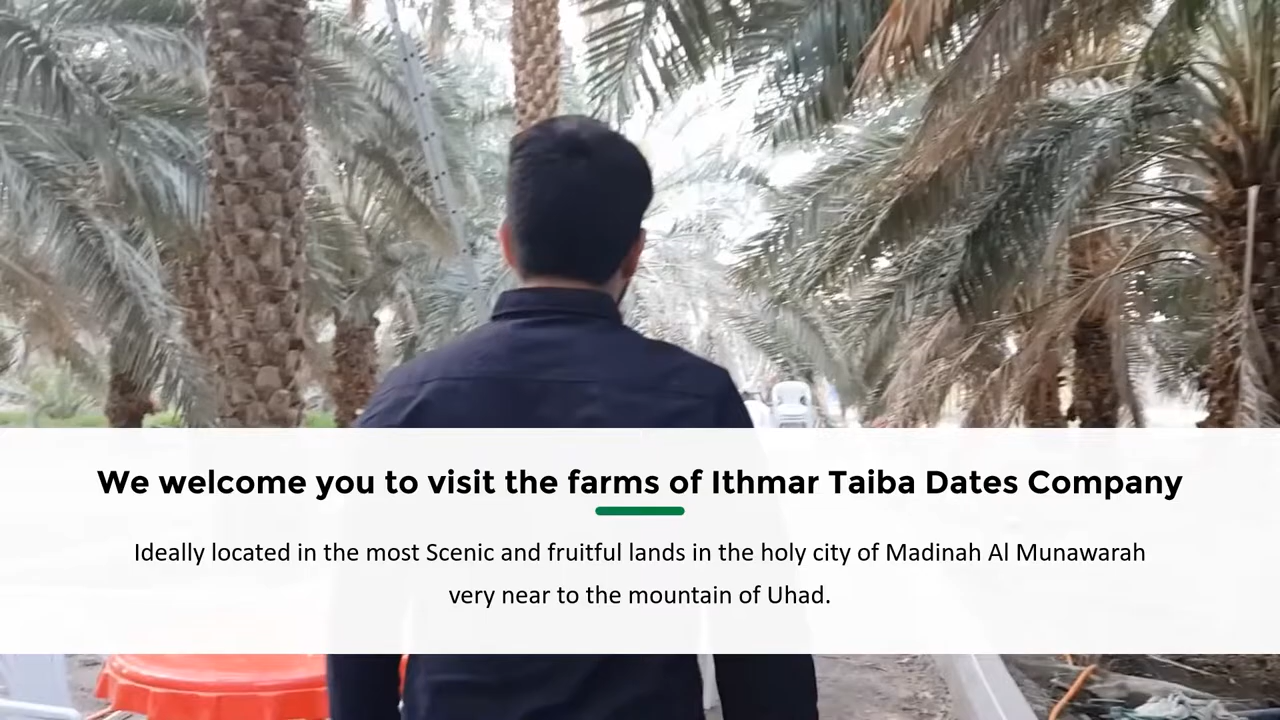 We welcome you to visit the farms of Ithmar Taiba Dates Company
Ideally located in the most Scenic and fruitful lands in the holy city of Madinah Al Munawarah
very near to the mountain of Uhad.